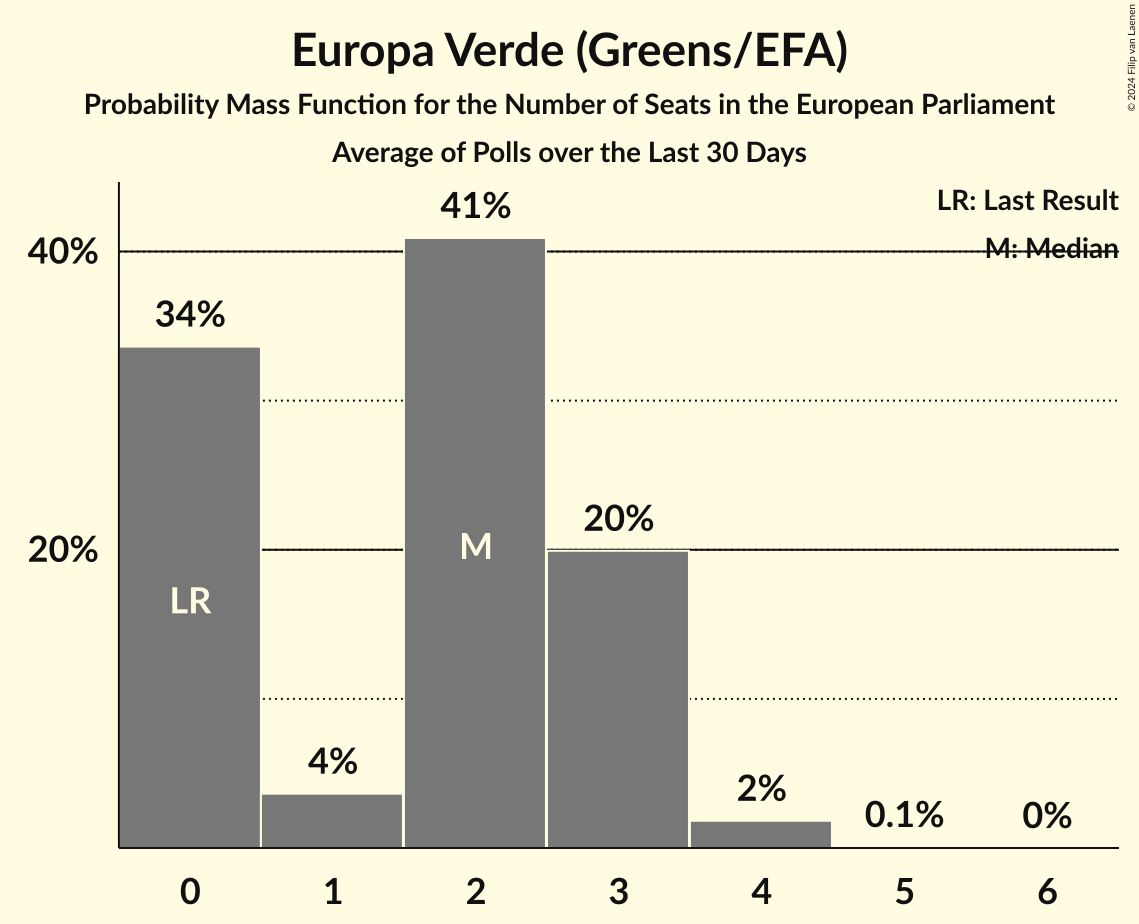 Europa Verde (Greens/EFA)
Probability Mass Function for the Number of Seats in the European Parliament
Average of Polls over the Last 30 Days
© 2024 Filip van Laenen
LR: Last Result
M: Median
41%
40%
34%
20%
20%
M
LR
4%
2%
0.1%
0%
0 1 2 3 4 5 6